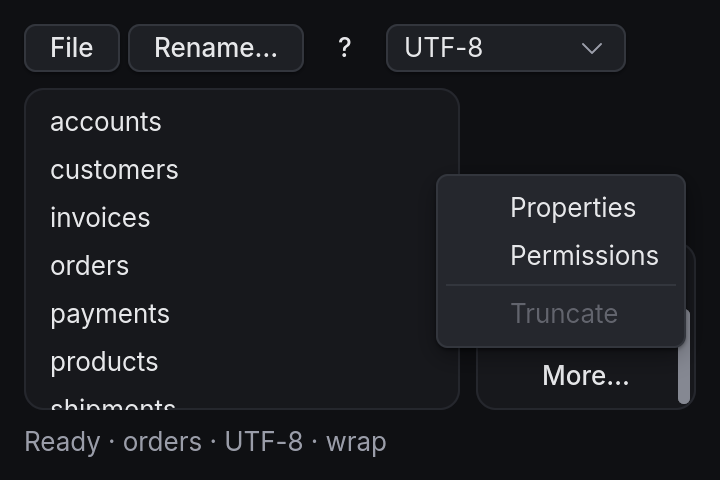 File Rename... ? UTF-8
accounts
customers
invoices
orders
payments
products
shipments
Properties
Permissions
Truncate
More...
Ready · orders · UTF-8 · wrap